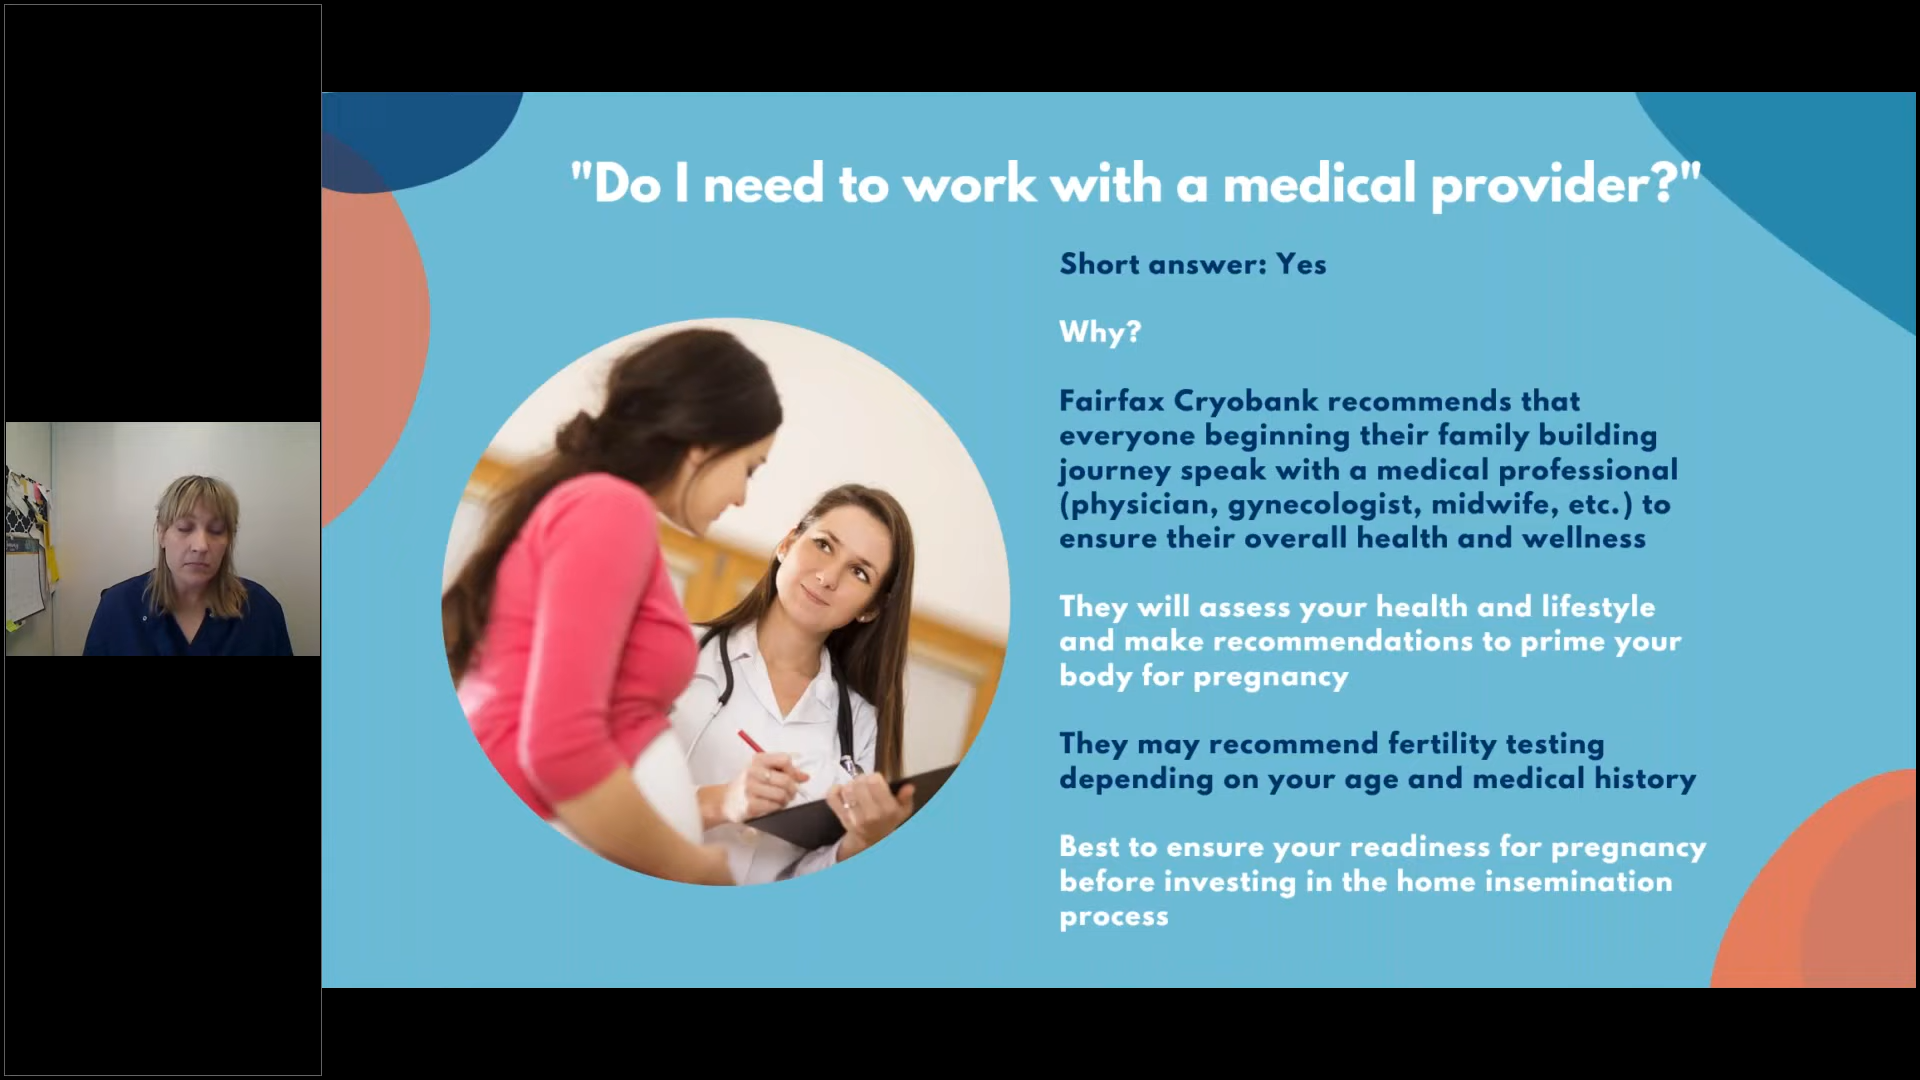 "Do I need to work with a medical provider?"
Short answer: Yes
Why?
Fairfax Cryobank recommends that
everyone beginning their family building
journey speak with a medical professional
(physician, gynecologist, midwife, etc.) to
ensure their overall health and wellness
They will assess your health and lifestyle
and make recommendations to prime your
body for pregnancy
They may recommend fertility testing
depending on your age and medical history
Best to ensure your readiness for pregnancy
before investing in the home insemination
process